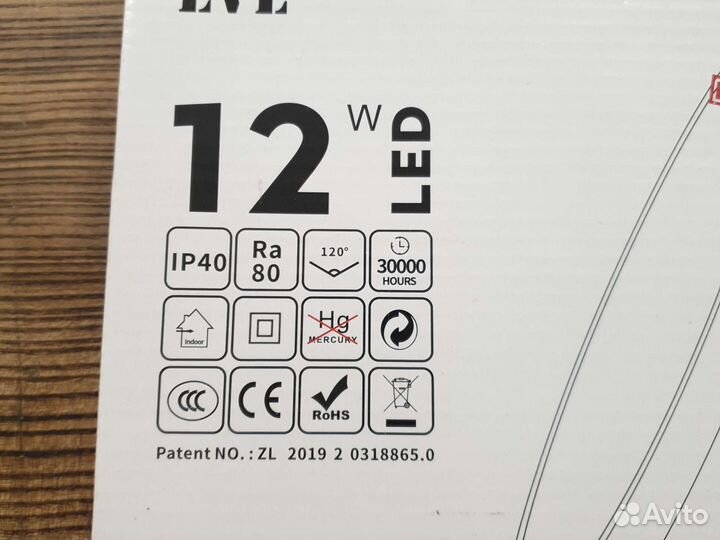 12 W LED
IP40
Ra
80
120°
30000
HOURS
Indoor
Hg
MERCURY
CCC
CE
RoHS
Patent NO. : ZL 2019 2 0318865.0
Avito